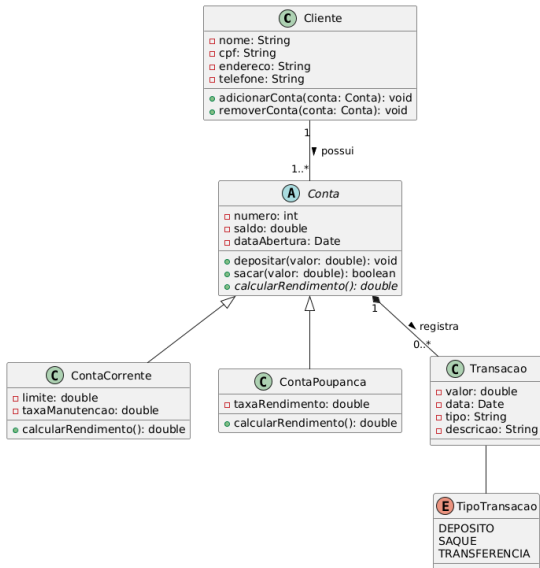 C Cliente
nome: String
cpf: String
endereco: String
telefone: String
adicionarConta(conta: Conta): void
removerConta(conta: Conta): void
1
possui
1..*
A Conta
numero: int
saldo: double
dataAbertura: Date
depositar(valor: double): void
sacar(valor: double): boolean
calcularRendimento(): double
1
registra
0..*
C ContaCorrente
limite: double
taxaManutencao: double
calcularRendimento(): double
C ContaPoupanca
taxaRendimento: double
calcularRendimento(): double
C Transacao
valor: double
data: Date
tipo: String
descricao: String
E TipoTransacao
DEPOSITO
SAQUE
TRANSFERENCIA